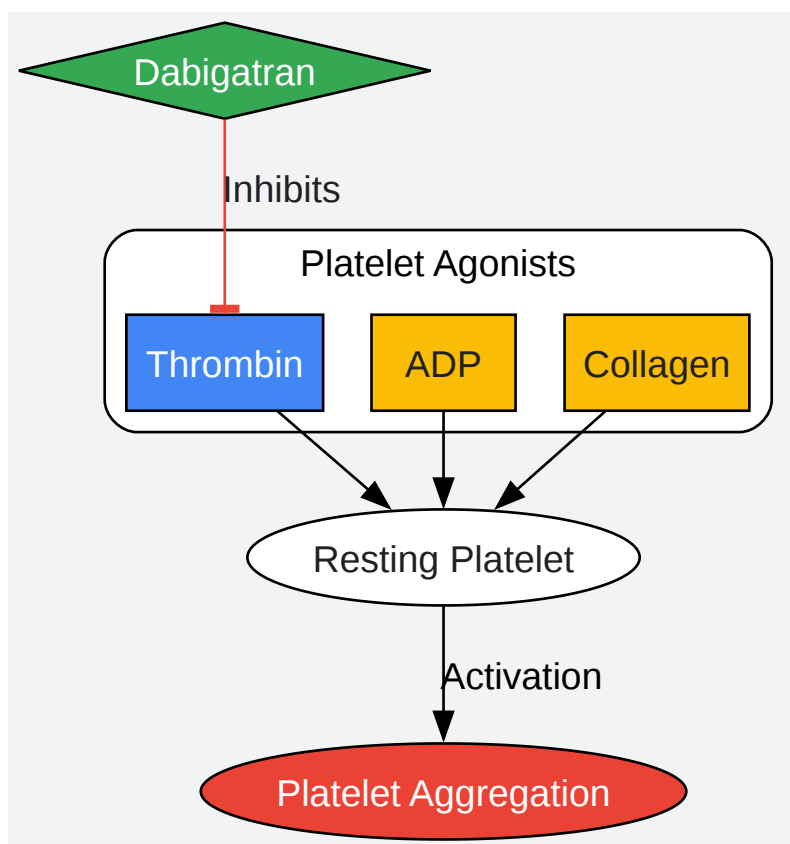 Dabigatran
Inhibits
Platelet Agonists
Thrombin
ADP
Collagen
Resting Platelet
Activation
Platelet Aggregation